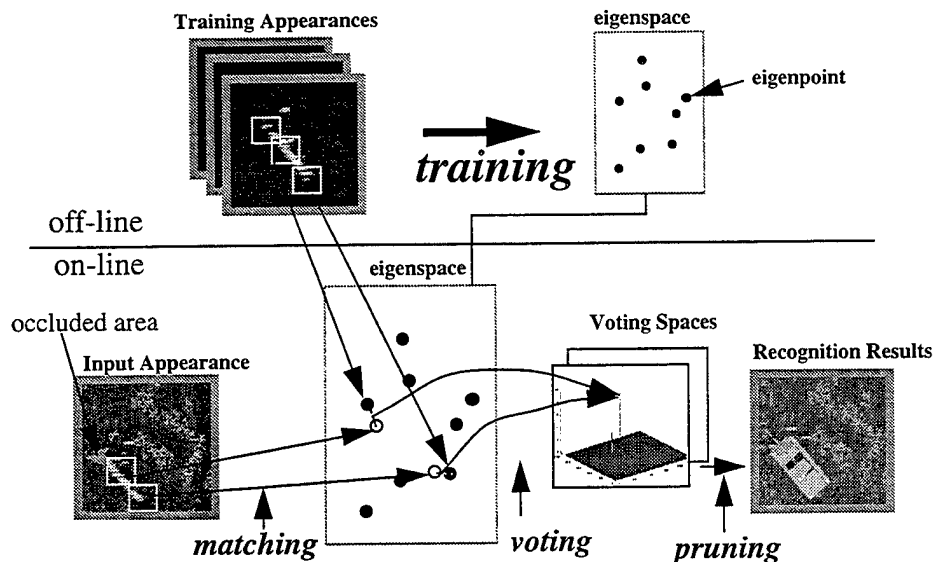 Training Appearances
eigenspace
eigenpoint
training
off-line
on-line
eigenspace
occluded area
Input Appearance
Voting Spaces
Recognition Results
matching
voting
pruning